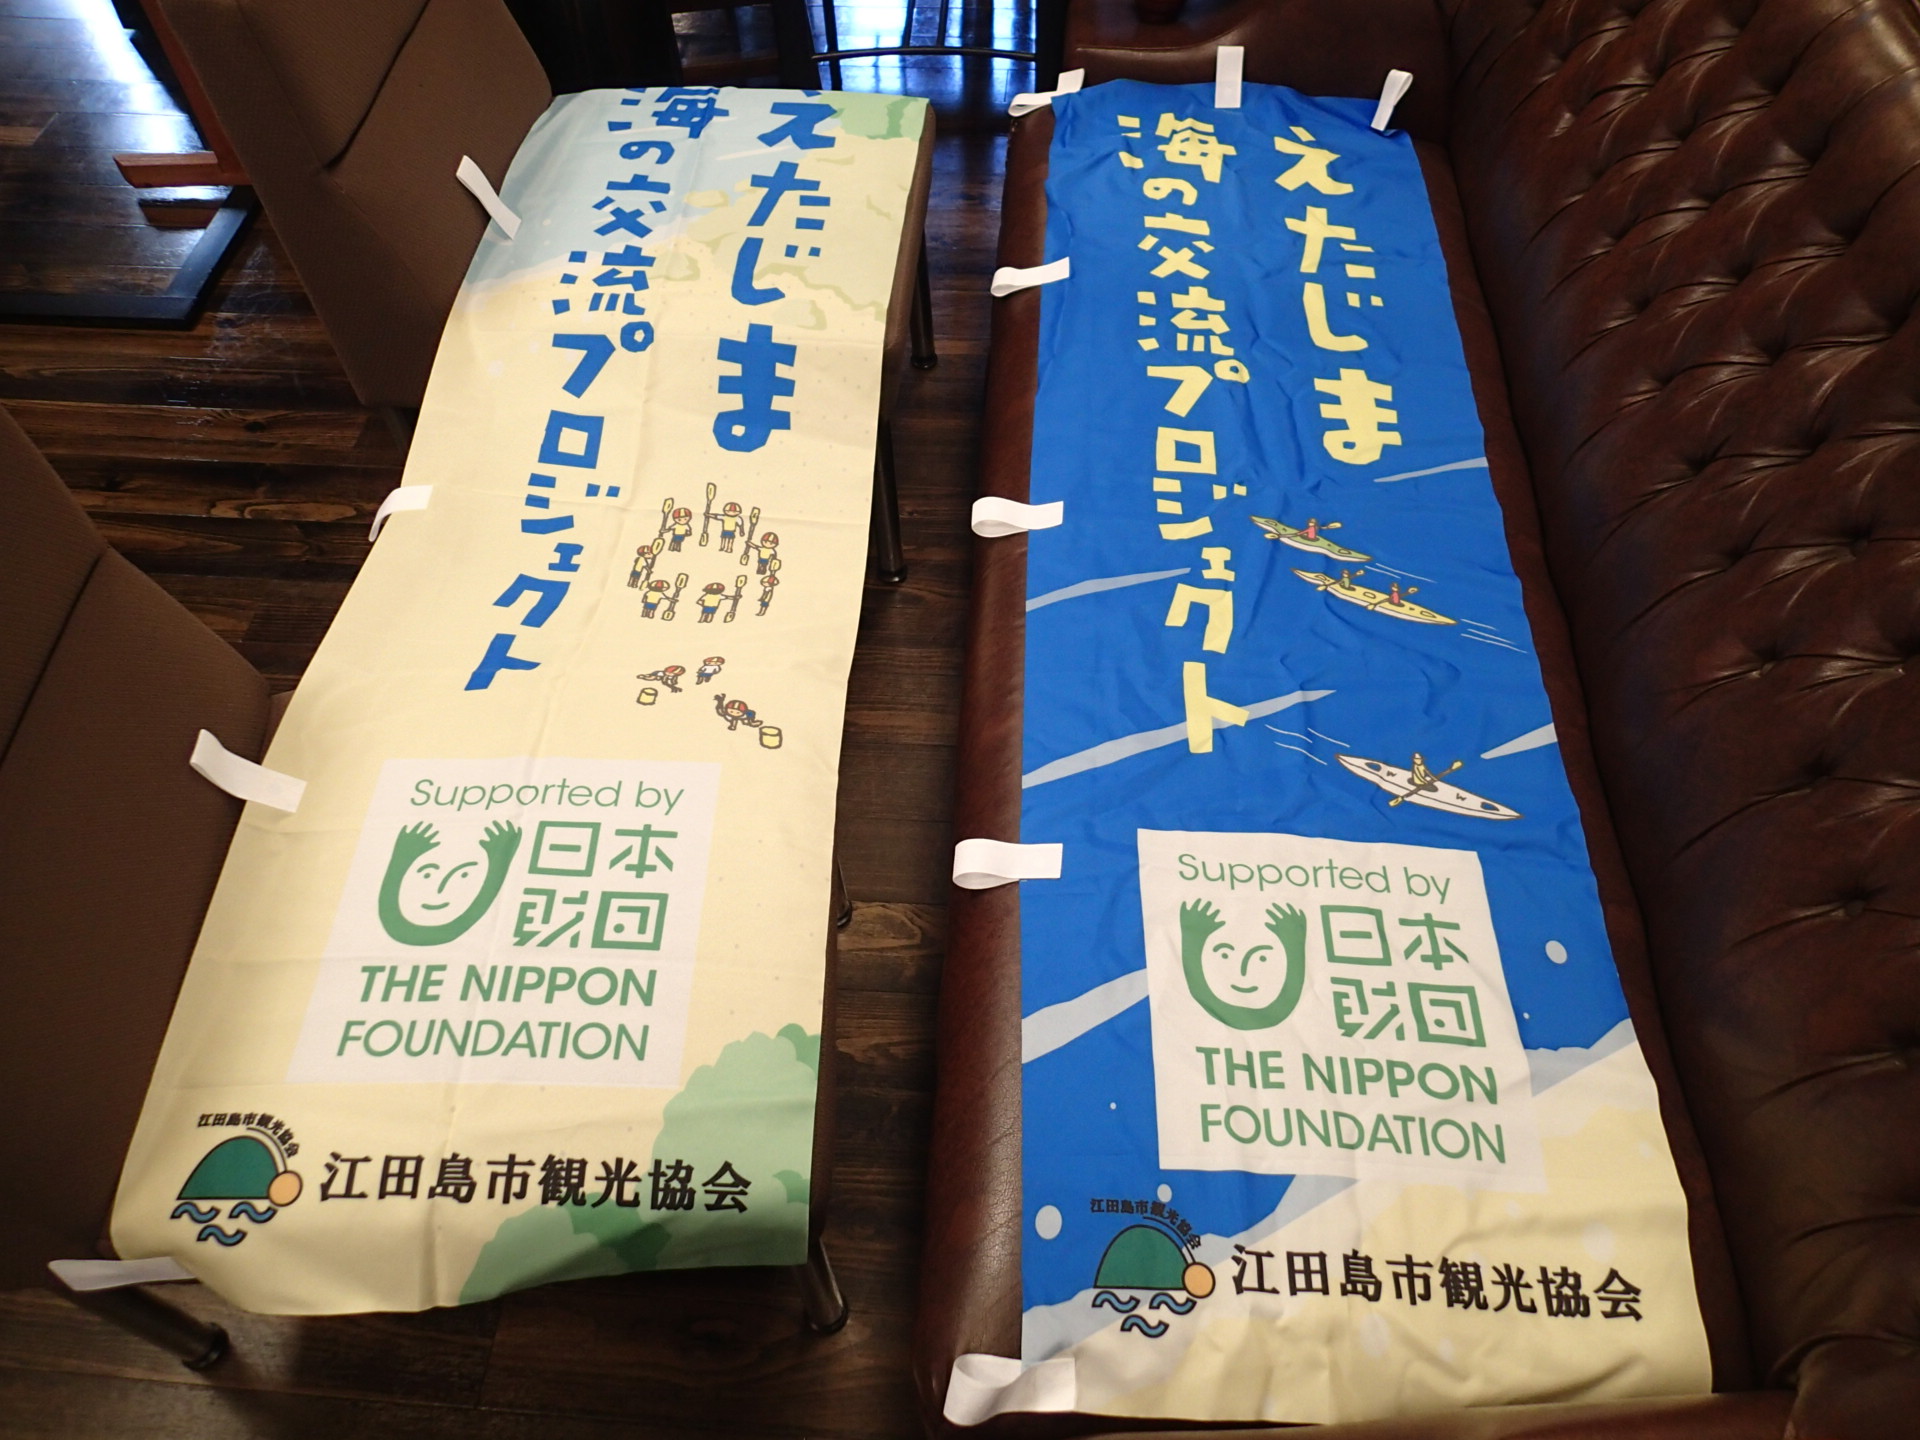 えたじま
海の交流プロジェクト
Supported by
日本
財団
THE NIPPON
FOUNDATION
江田島市観光協会
江田島市観光協会
えたじま
海の交流プロジェクト
Supported by
日本
財団
THE NIPPON
FOUNDATION
江田島市観光協会
江田島市観光協会